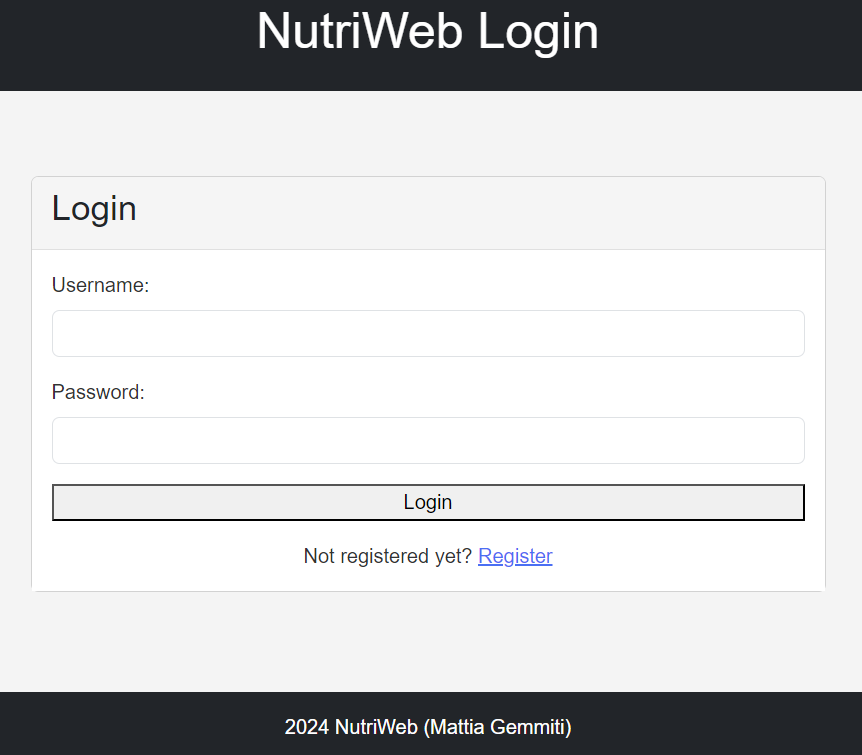 NutriWeb Login
Login
Username:
Password:
Login
Not registered yet? Register
2024 NutriWeb (Mattia Gemmiti)